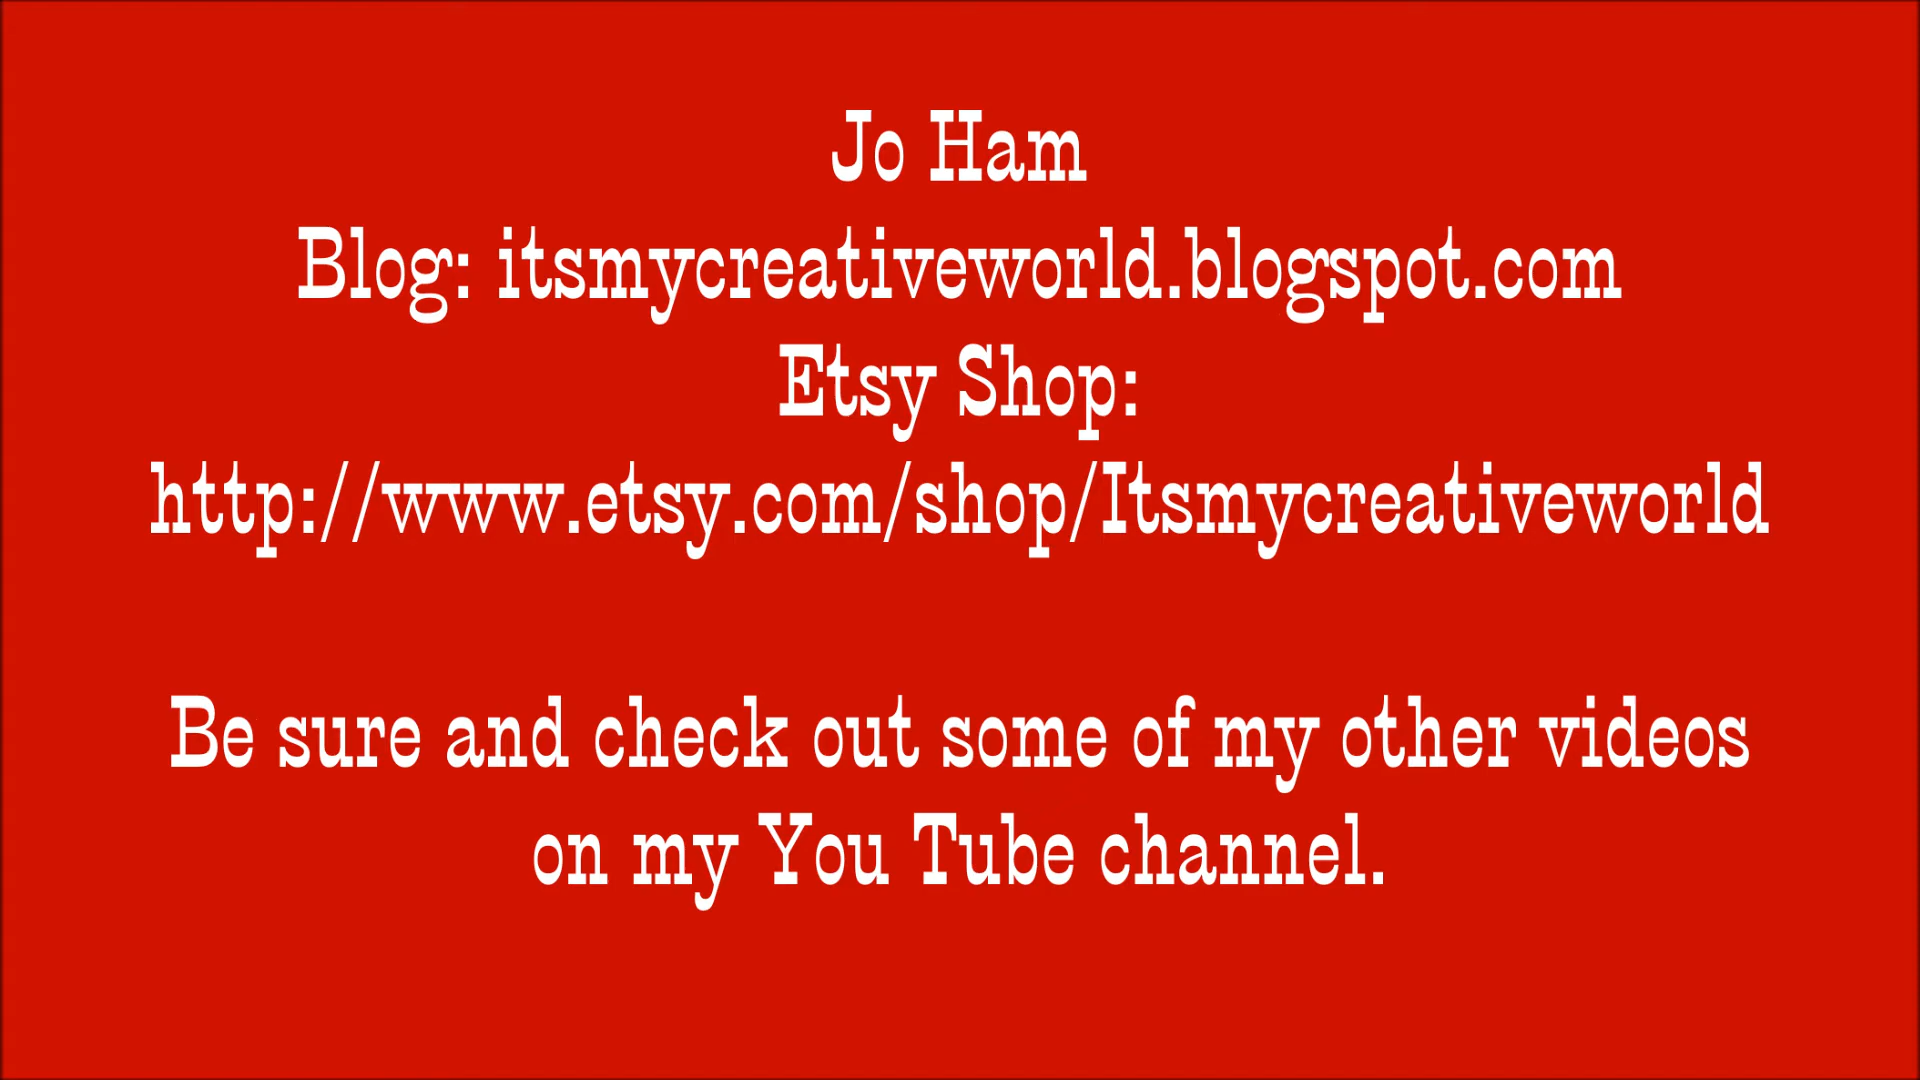 Jo Ham
Blog: itsmycreativeworld.blogspot.com
Etsy Shop:
http://www.etsy.com/shop/Itsmycreativeworld
Be sure and check out some of my other videos
on my You Tube channel.